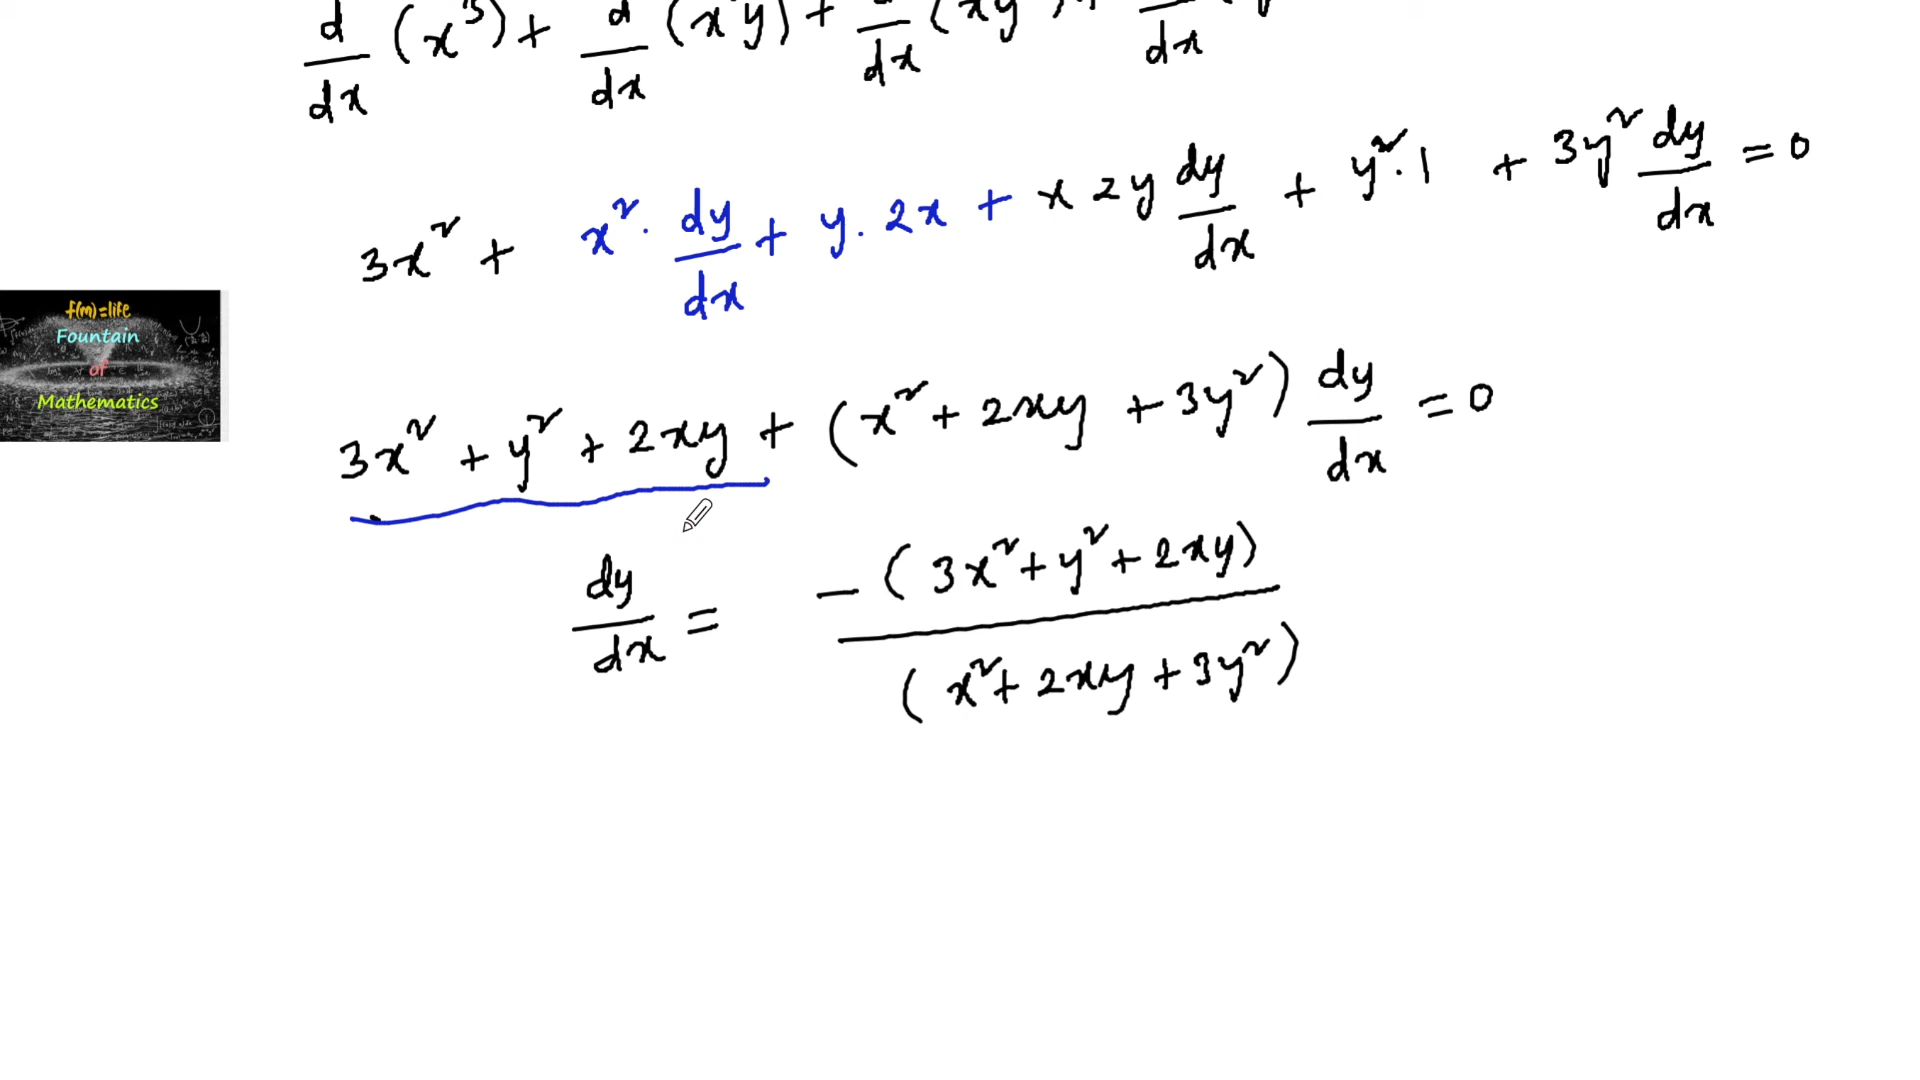 d/dx (x³) + d/dx (x²y) + d/dx (xy
3x² + x² · dy/dx + y · 2x + x 2y dy/dx + y² · 1 + 3y² dy/dx = 0
f(m)=life
Fountain
of
Mathematics
3x² + y² + 2xy + (x² + 2xy + 3y²) dy/dx = 0
dy/dx = -(3x² + y² + 2xy) / (x² + 2xy + 3y²)